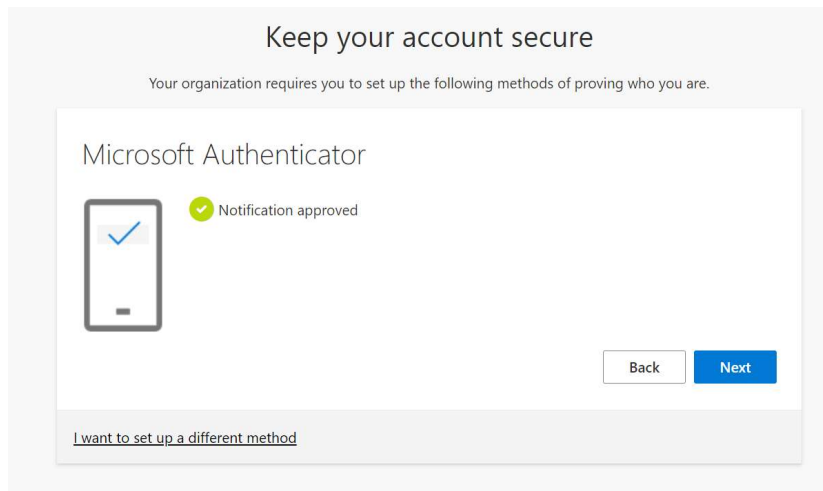 Keep your account secure
Your organization requires you to set up the following methods of proving who you are.
Microsoft Authenticator
Notification approved
Back
Next
I want to set up a different method